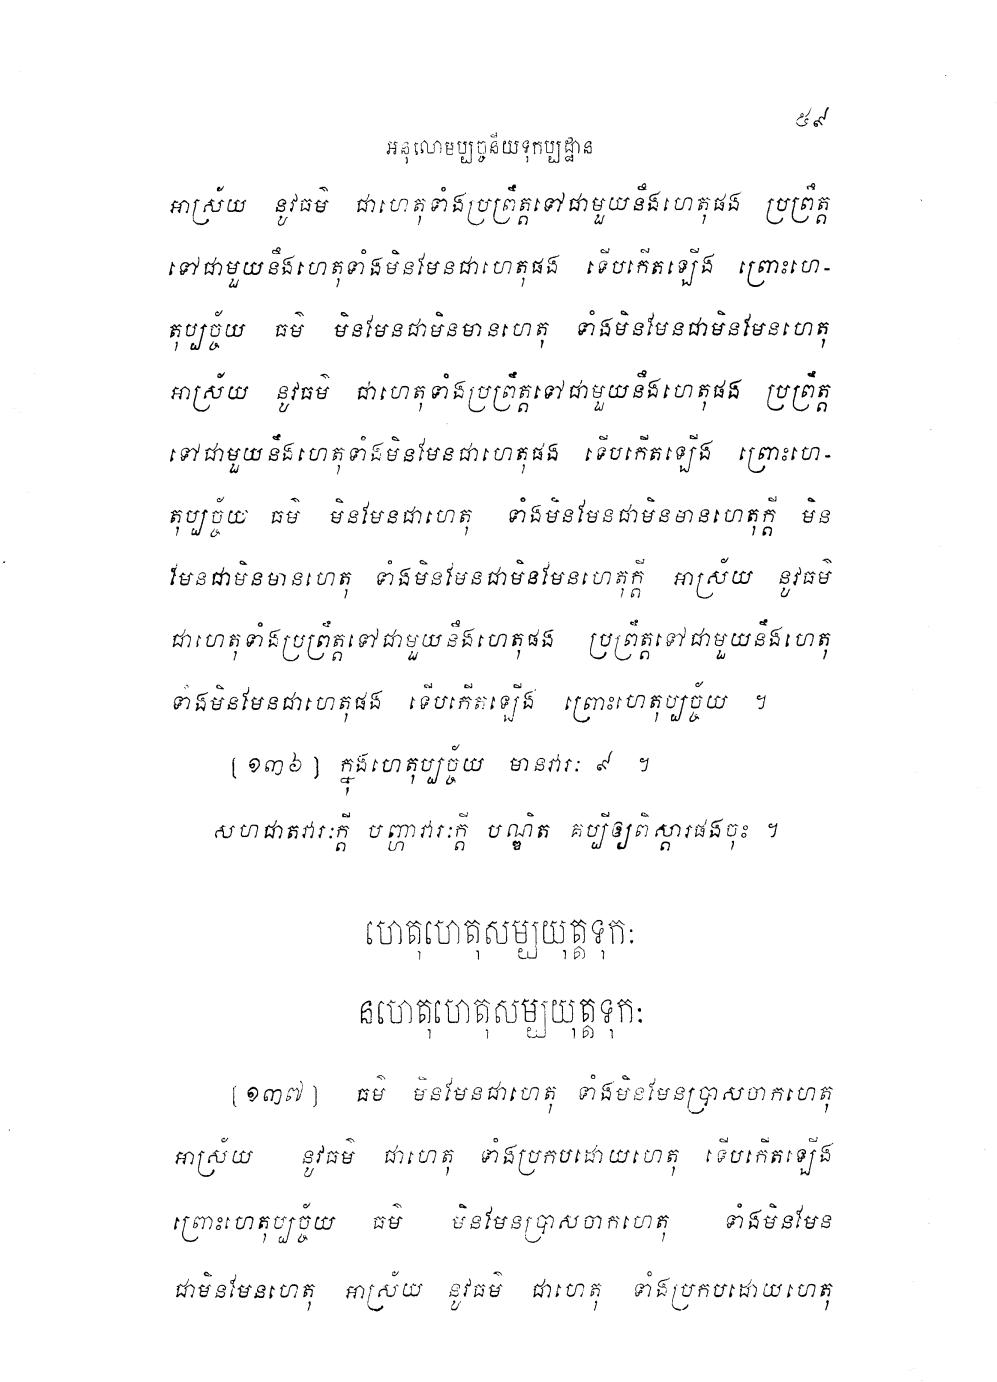 ៥៩
អនុលោមប្បច្ចនីយទុកប្បដ្ឋាន
អាស្រ័យ នូវធម៌ ជាហេតុទាំងប្រព្រឹត្តទៅជាមួយនឹងហេតុផង ប្រព្រឹត្ត
ទៅជាមួយនឹងហេតុទាំងមិនមែនជាហេតុផង ទើបកើតឡើង ព្រោះហេ-
តុប្បច្ច័យ ធម៌ មិនមែនជាមិនមានហេតុ ទាំងមិនមែនជាមិនមែនហេតុ
អាស្រ័យ នូវធម៌ ជាហេតុទាំងប្រព្រឹត្តទៅជាមួយនឹងហេតុផង ប្រព្រឹត្ត
ទៅជាមួយនឹងហេតុទាំងមិនមែនជាហេតុផង ទើបកើតឡើង ព្រោះហេ-
តុប្បច្ច័យ ធម៌ មិនមែនជាហេតុ ទាំងមិនមែនជាមិនមានហេតុក្តី មិន
មែនជាមិនមានហេតុ ទាំងមិនមែនជាមិនមែនហេតុក្តី អាស្រ័យ នូវធម៌
ជាហេតុទាំងប្រព្រឹត្តទៅជាមួយនឹងហេតុផង ប្រព្រឹត្តទៅជាមួយនឹងហេតុ
ទាំងមិនមែនជាហេតុផង ទើបកើតឡើង ព្រោះហេតុប្បច្ច័យ ។
[១៣៦] ក្នុងហេតុប្បច្ច័យ មានវារៈ ៩ ។
សហជាតវារៈក្តី បញ្ហាវារៈក្តី បណ្ឌិត គប្បីឲ្យពិស្តារផងចុះ ។
ហេតុហេតុសម្បយុត្តទុកៈ
នហេតុហេតុសម្បយុត្តទុកៈ
[១៣៧] ធម៌ មិនមែនជាហេតុ ទាំងមិនមែនប្រាសចាកហេតុ
អាស្រ័យ នូវធម៌ ជាហេតុ ទាំងប្រកបដោយហេតុ ទើបកើតឡើង
ព្រោះហេតុប្បច្ច័យ ធម៌ មិនមែនប្រាសចាកហេតុ ទាំងមិនមែន
ជាមិនមែនហេតុ អាស្រ័យ នូវធម៌ ជាហេតុ ទាំងប្រកបដោយហេតុ